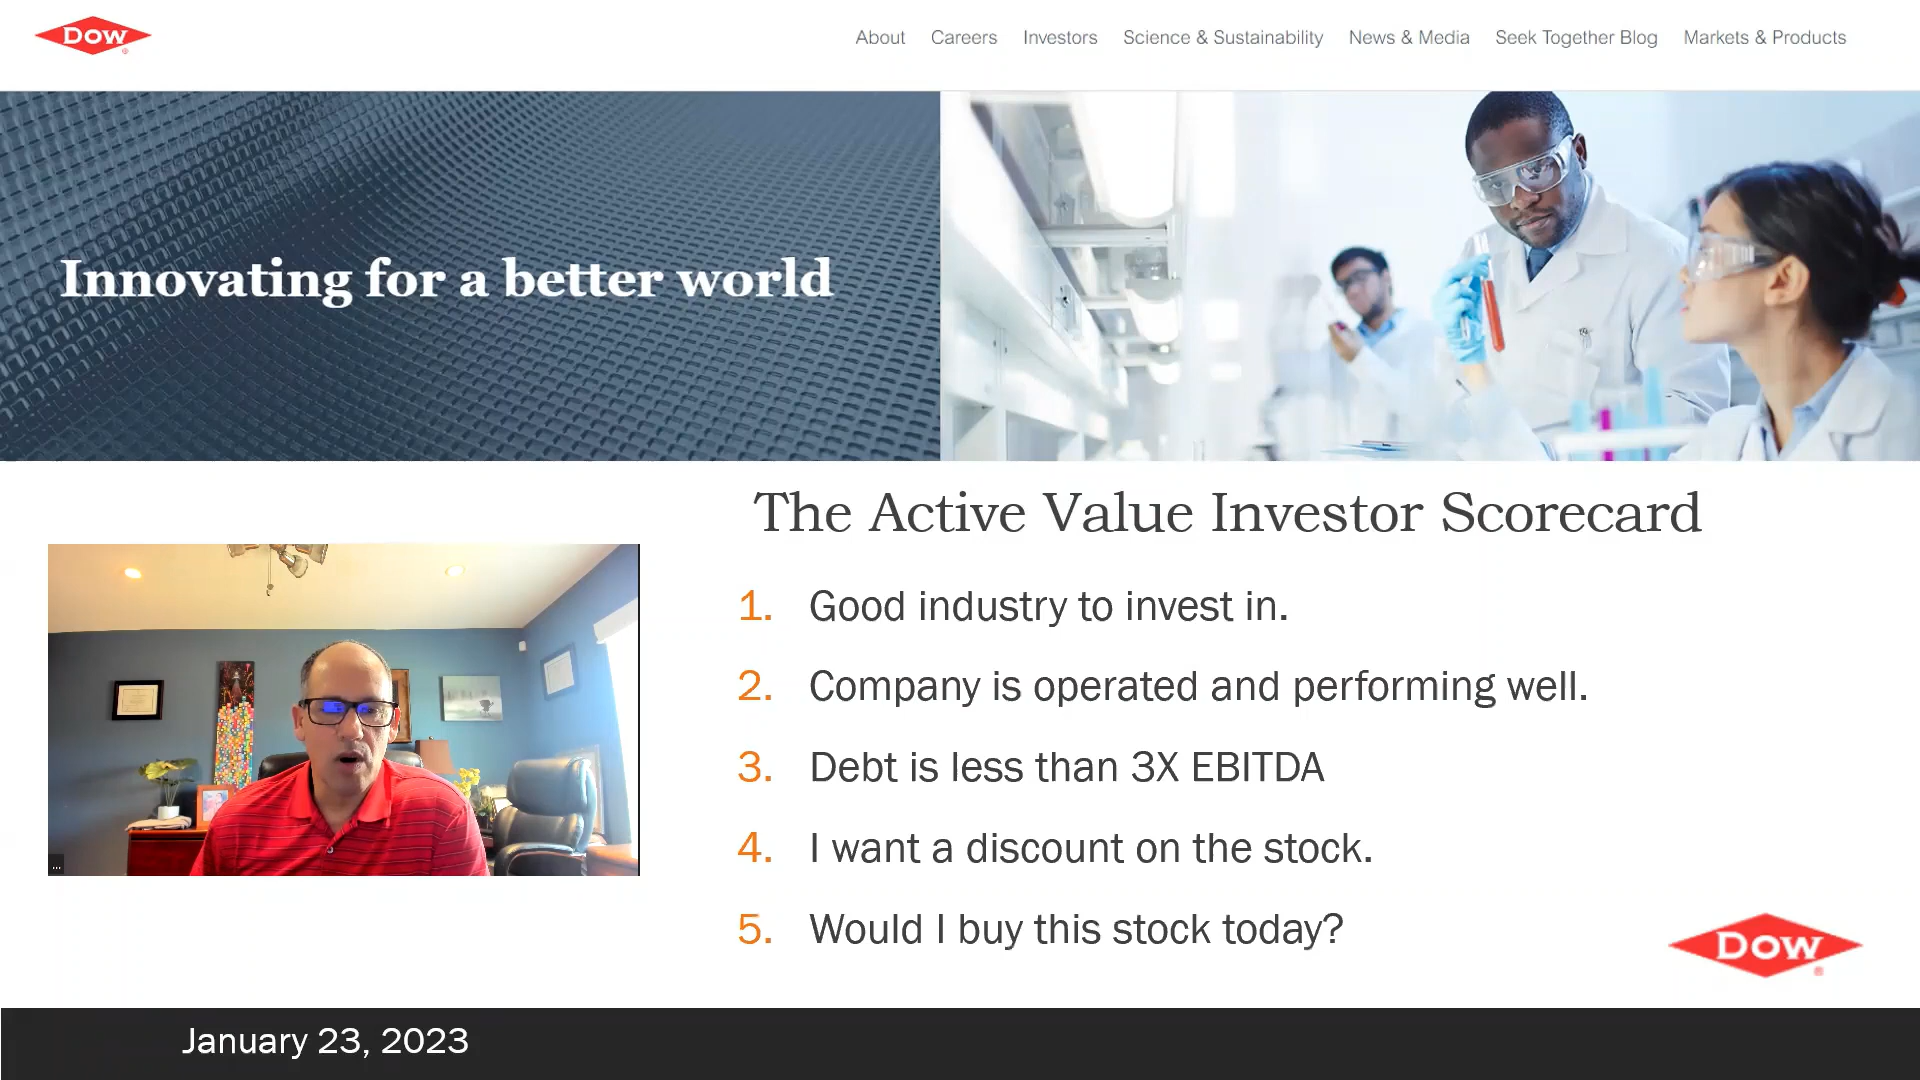 DOW
About Careers Investors Science & Sustainability News & Media Seek Together Blog Markets & Products
Innovating for a better world
The Active Value Investor Scorecard
1. Good industry to invest in.
2. Company is operated and performing well.
3. Debt is less than 3X EBITDA
4. I want a discount on the stock.
5. Would I buy this stock today?
...
DOW
January 23, 2023